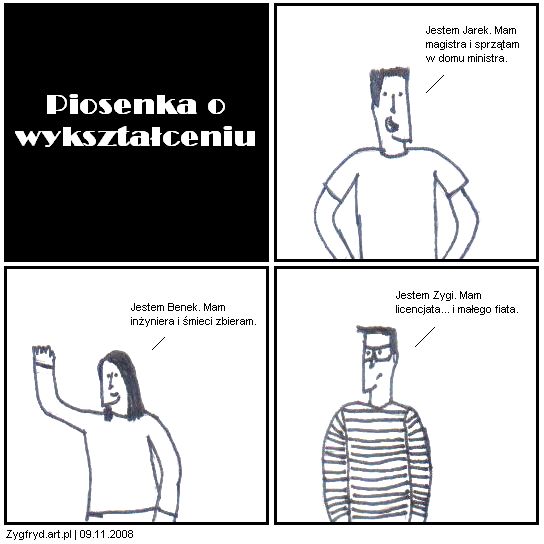 Piosenka o
wykształceniu
Jestem Jarek. Mam
magistra i sprzątam
w domu ministra.
Jestem Benek. Mam
inżyniera i śmieci zbieram.
Jestem Zygi. Mam
licencjata... i małego fiata.
Zygfryd.art.pl | 09.11.2008